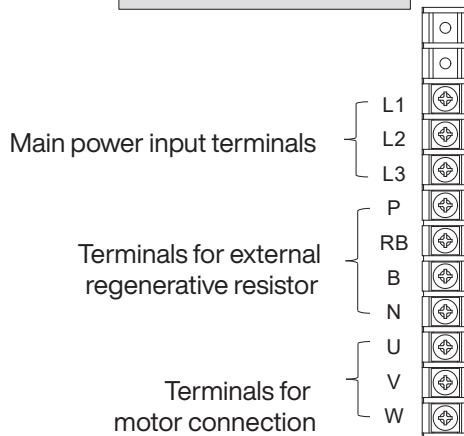 L1
Main power input terminals
L2
L3
P
RB
Terminals for external
regenerative resistor
B
N
U
V
Terminals for
motor connection
W